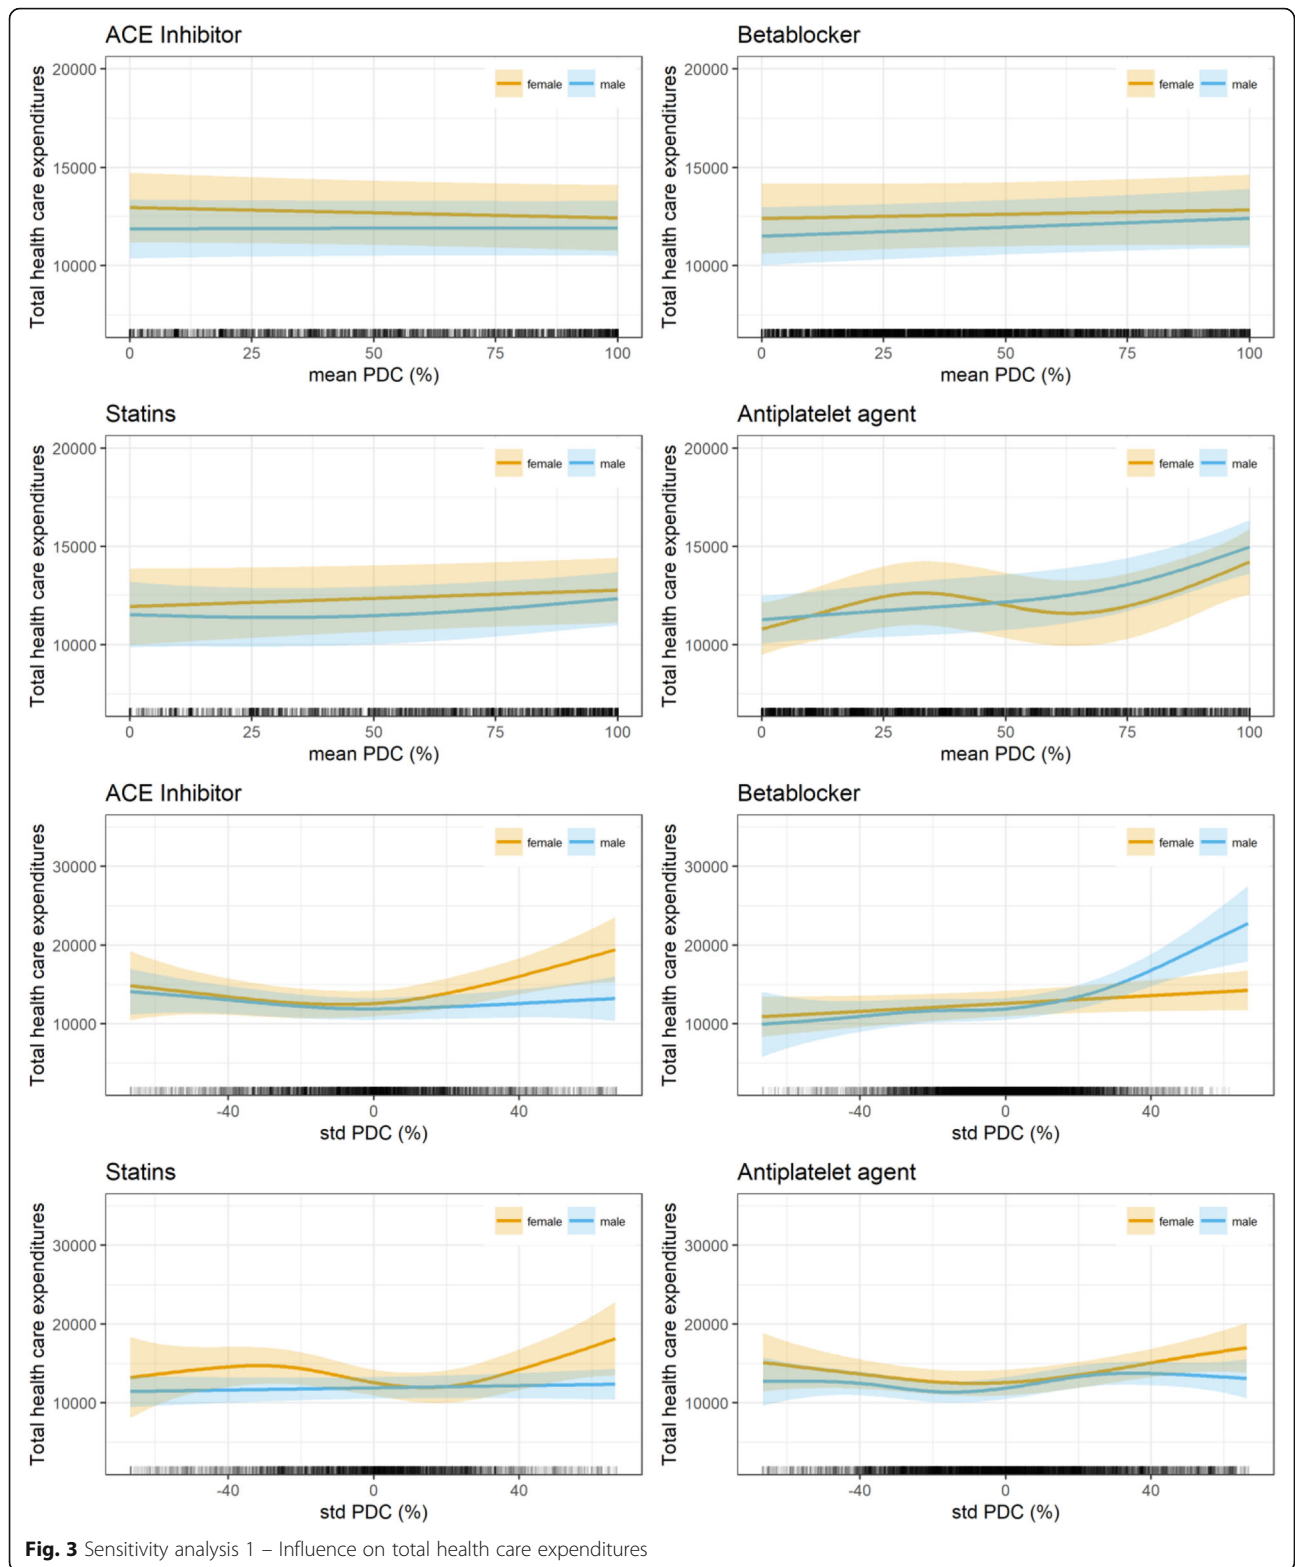 ACE Inhibitor
Total health care expenditures
20000
15000
10000
female
male
0
25
50
75
100
mean PDC (%)
Betablocker
Total health care expenditures
20000
15000
10000
female
male
0
25
50
75
100
mean PDC (%)
Statins
Total health care expenditures
20000
15000
10000
female
male
0
25
50
75
100
mean PDC (%)
Antiplatelet agent
Total health care expenditures
20000
15000
10000
female
male
0
25
50
75
100
mean PDC (%)
ACE Inhibitor
Total health care expenditures
30000
20000
10000
female
male
-40
0
40
std PDC (%)
Betablocker
Total health care expenditures
30000
20000
10000
female
male
-40
0
40
std PDC (%)
Statins
Total health care expenditures
30000
20000
10000
female
male
-40
0
40
std PDC (%)
Antiplatelet agent
Total health care expenditures
30000
20000
10000
female
male
-40
0
40
std PDC (%)
Fig. 3 Sensitivity analysis 1 – Influence on total health care expenditures